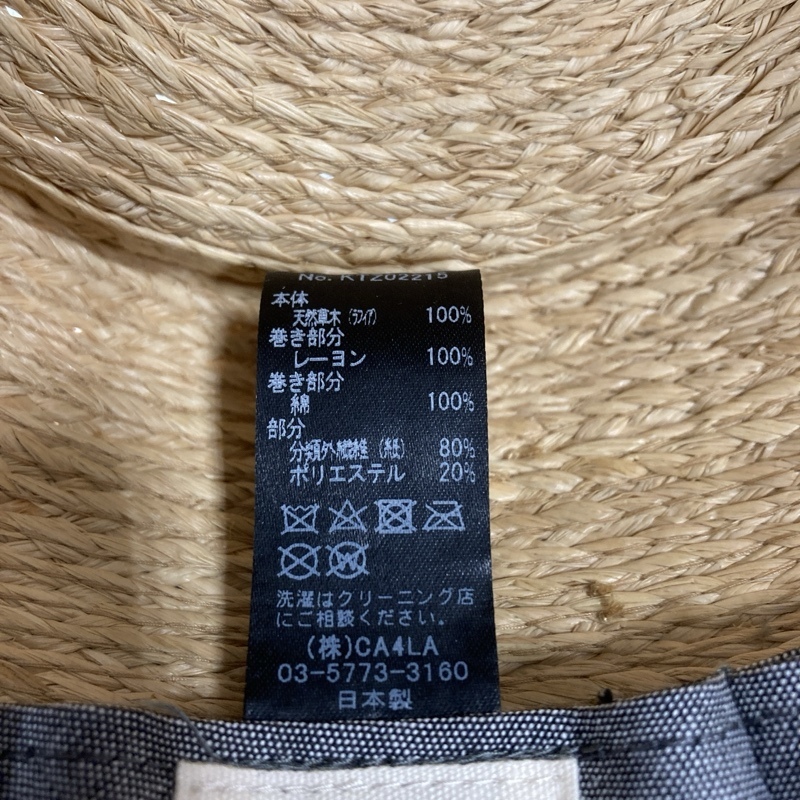 No. KTZ02215
本体
天然草木 (ラフィア) 100%
巻き部分
レーヨン 100%
巻き部分
綿 100%
部分
分類外繊維 (紙) 80%
ポリエステル 20%
洗濯はクリーニング店
にご相談ください。
(株)CA4LA
03-5773-3160
日本製